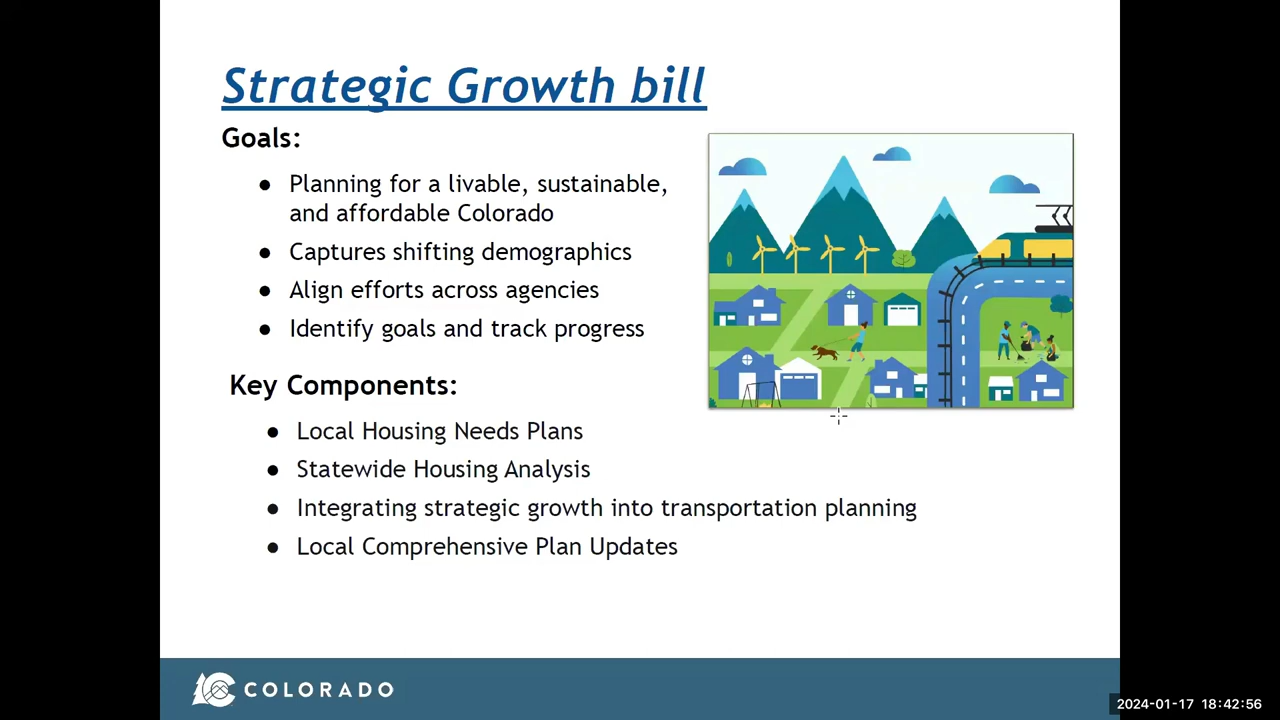 Strategic Growth bill
Goals:
● Planning for a livable, sustainable,
and affordable Colorado
● Captures shifting demographics
● Align efforts across agencies
● Identify goals and track progress
Key Components:
● Local Housing Needs Plans
● Statewide Housing Analysis
● Integrating strategic growth into transportation planning
● Local Comprehensive Plan Updates
COLORADO
2024-01-17 18:42:56